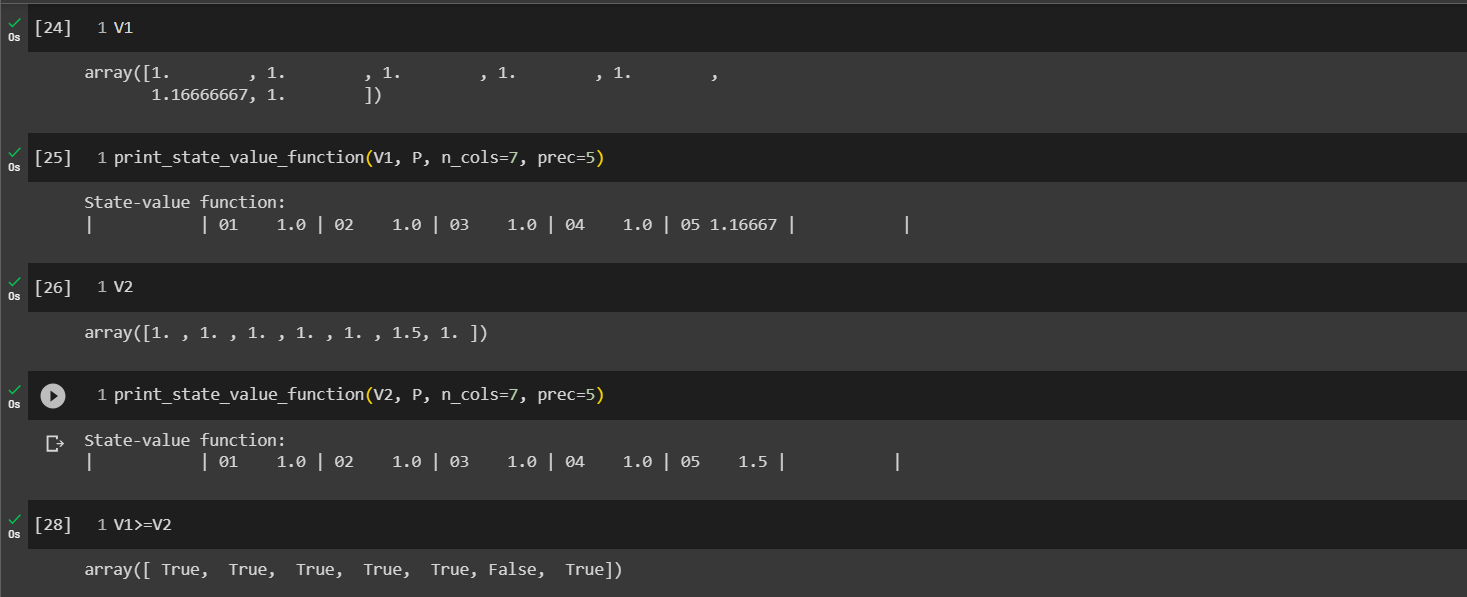 [24] 1 V1
0s
array([1.        , 1.        , 1.        , 1.        , 1.        ,
       1.16666667, 1.        ])
[25] 1 print_state_value_function(V1, P, n_cols=7, prec=5)
0s
State-value function:
|           | 01    1.0 | 02    1.0 | 03    1.0 | 04    1.0 | 05 1.16667 |           |
[26] 1 V2
0s
array([1. , 1. , 1. , 1. , 1. , 1.5, 1. ])
1 print_state_value_function(V2, P, n_cols=7, prec=5)
0s
State-value function:
|           | 01    1.0 | 02    1.0 | 03    1.0 | 04    1.0 | 05    1.5 |           |
[28] 1 V1>=V2
0s
array([ True,  True,  True,  True,  True, False,  True])